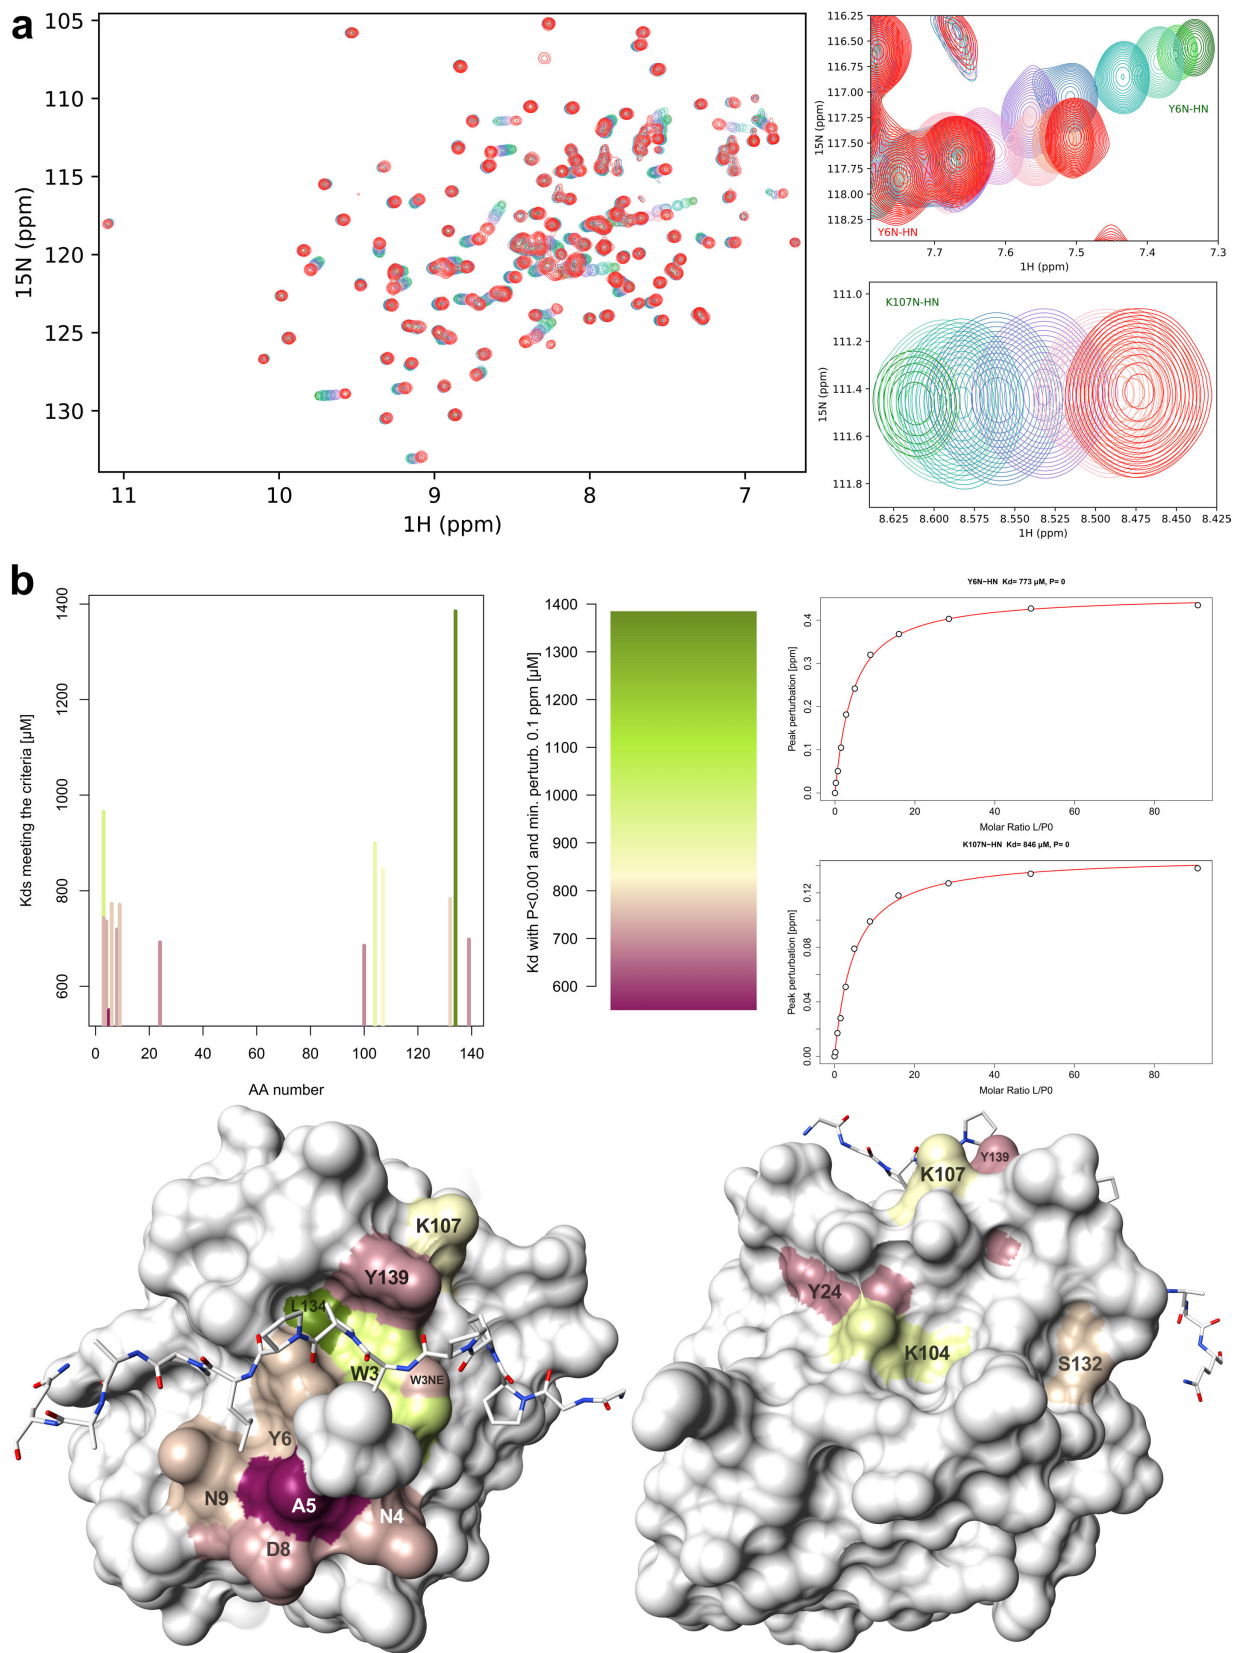 a
105
110
115
120
125
130
15N (ppm)
11
10
9
8
7
1H (ppm)
116.25
116.50
116.75
117.00
117.25
117.50
117.75
118.00
118.25
15N (ppm)
Y6N-HN
Y6N-HN
7.7
7.6
7.5
7.4
7.3
1H (ppm)
111.0
111.2
111.4
111.6
111.8
15N (ppm)
K107N-HN
8.625
8.600
8.575
8.550
8.525
8.500
8.475
8.450
8.425
1H (ppm)
b
1400
1200
1000
800
600
Kds meeting the criteria [µM]
0
20
40
60
80
100
120
140
AA number
1400
1300
1200
1100
1000
900
800
700
600
Kd with P<0.001 and min. perturb. 0.1 ppm [µM]
Y6N−HN Kd= 773 µM, P= 0
0.4
0.3
0.2
0.1
0.0
Peak perturbation [ppm]
0
20
40
60
80
Molar Ratio L/P0
K107N−HN Kd= 846 µM, P= 0
0.12
0.08
0.04
0.00
Peak perturbation [ppm]
0
20
40
60
80
Molar Ratio L/P0
K107
Y139
L134
W3
W3NE
Y6
N9
A5
N4
D8
K107
Y139
Y24
K104
S132